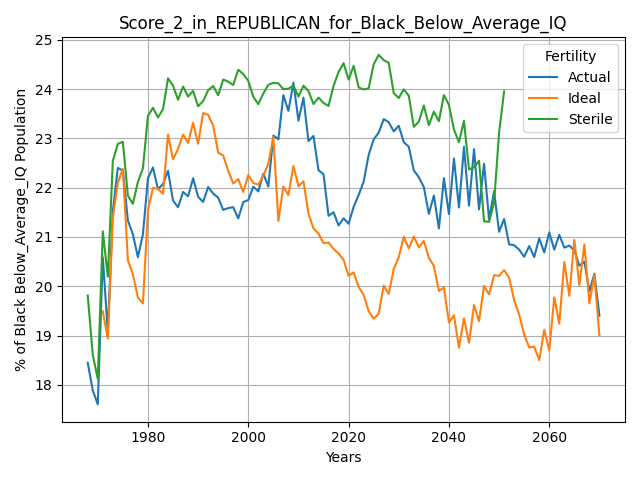 Score_2_in_REPUBLICAN_for_Black_Below_Average_IQ
% of Black Below_Average_IQ Population
25
24
23
22
21
20
19
18
Fertility
Actual
Ideal
Sterile
1980
2000
2020
2040
2060
Years